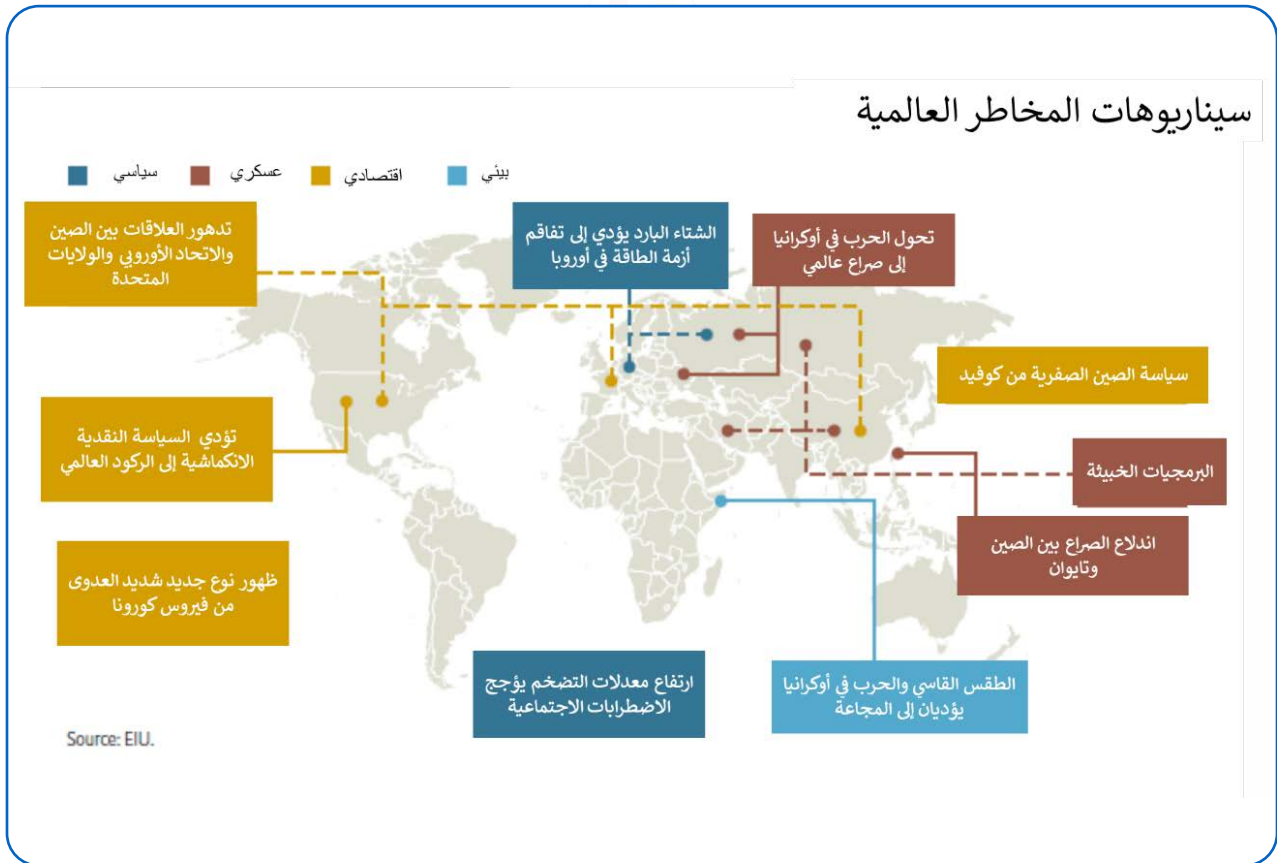 سيناريوهات المخاطر العالمية
بيئي
اقتصادي
عسكري
سياسي
تحول الحرب في أوكرانيا
إلى صراع عالمي
الشتاء البارد يؤدي إلى تفاقم
أزمة الطاقة في أوروبا
تدهور العلاقات بين الصين
والاتحاد الأوروبي والولايات
المتحدة
سياسة الصين الصفرية من كوفيد
تؤدي السياسة النقدية
الانكماشية إلى الركود العالمي
البرمجيات الخبيثة
اندلاع الصراع بين الصين
وتايوان
ظهور نوع جديد شديد العدوى
من فيروس كورونا
الطقس القاسي والحرب في أوكرانيا
يؤديان إلى المجاعة
ارتفاع معدلات التضخم يؤجج
الاضطرابات الاجتماعية
Source: EIU.